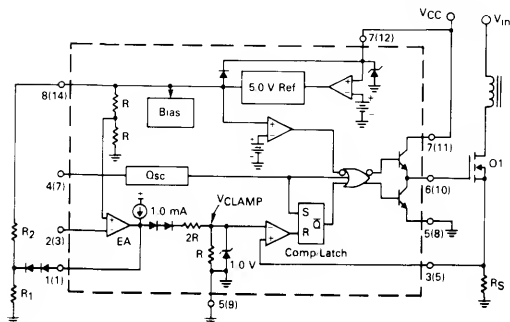 VCC
Vin
7(12)
5.0 V Ref
+
−
8(14)
R
Bias
+
−
R
+
−
7(11)
Q1
4(7)
Osc
6(10)
VCLAMP
+
1.0 mA
S
Q
R
R2
2(3)
+
−
EA
2R
−
+
5(8)
R
1.0 V
Comp/Latch
1(1)
3(5)
R1
5(9)
RS